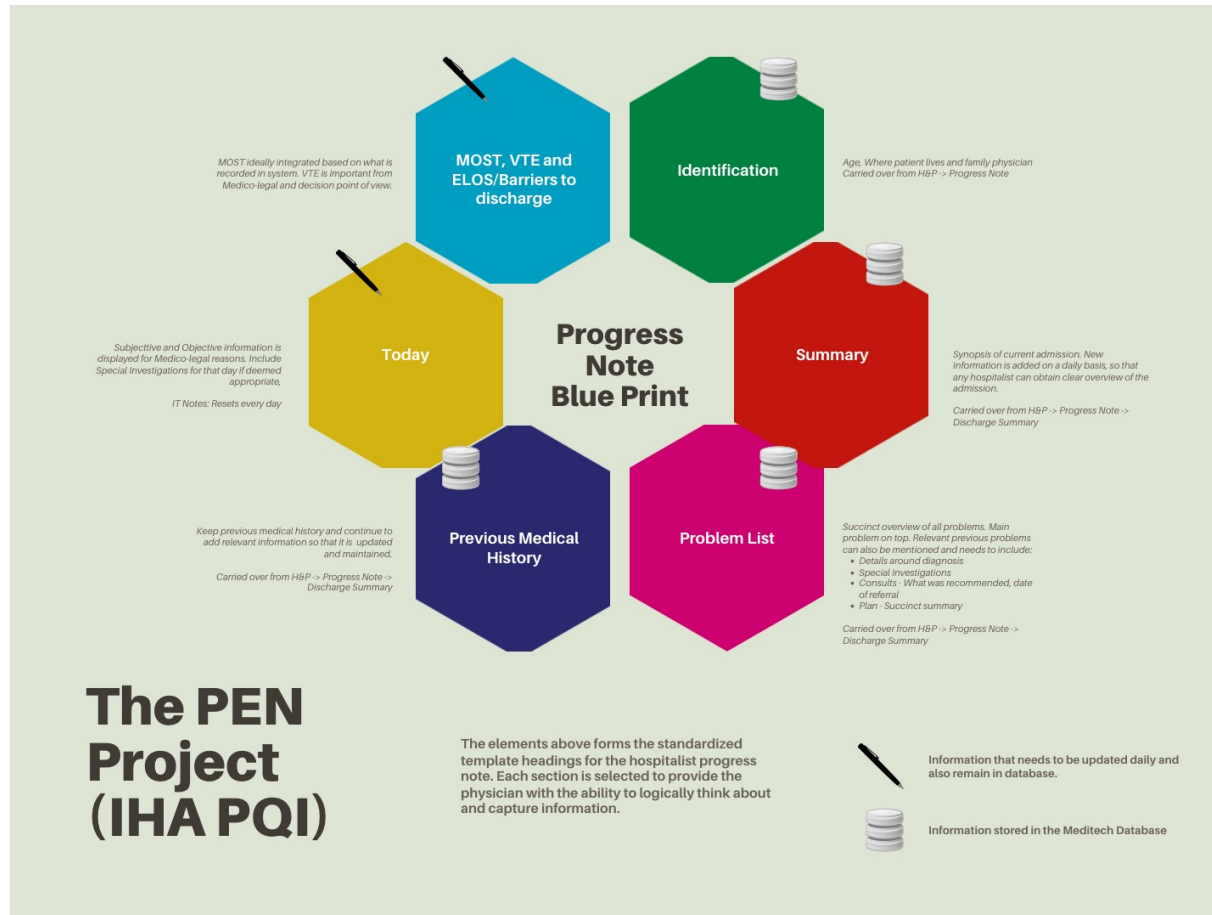 MOST, VTE and
ELOS/Barriers to
discharge
MOST ideally integrated based on what is
recorded in system. VTE is important from
Medico-legal and decision point of view.
Identification
Age, Where patient lives and family physician
Carried over from H&P -> Progress Note
Today
Subjecttive and Objective information is
displayed for Medico-legal reasons. Include
Special Investigations for that day if deemed
appropriate,
IT Notes: Resets every day
Progress
Note
Blue Print
Summary
Synopsis of current admission. New
information is added on a daily basis, so that
any hospitalist can obtain clear overview of the
admission.
Carried over from H&P -> Progress Note ->
Discharge Summary
Previous Medical
History
Keep previous medical history and continue to
add relevant information so that it is updated
and maintained.
Carried over from H&P -> Progress Note ->
Discharge Summary
Problem List
Succinct overview of all problems. Main
problem on top. Relevant previous problems
can also be mentioned and needs to include:
• Details around diagnosis
• Special Investigations
• Consults - What was recommended, date
of referral
• Plan - Succinct summary
Carried over from H&P -> Progress Note ->
Discharge Summary
The PEN
Project
(IHA PQI)
The elements above forms the standardized
template headings for the hospitalist progress
note. Each section is selected to provide the
physician with the ability to logically think about
and capture information.
Information that needs to be updated daily and
also remain in database.
Information stored in the Meditech Database